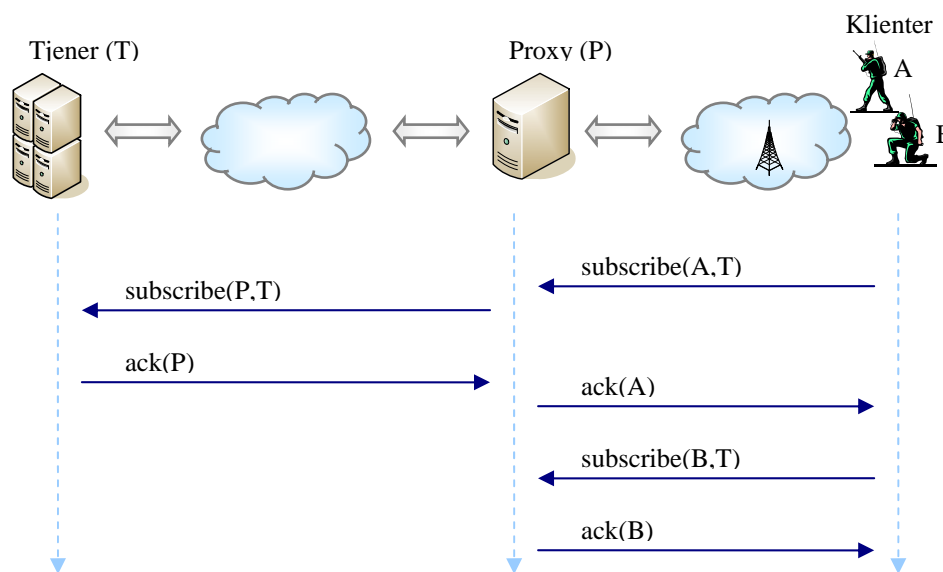 Klienter
Tjener (T)
Proxy (P)
A
subscribe(A,T)
subscribe(P,T)
ack(P)
ack(A)
subscribe(B,T)
ack(B)